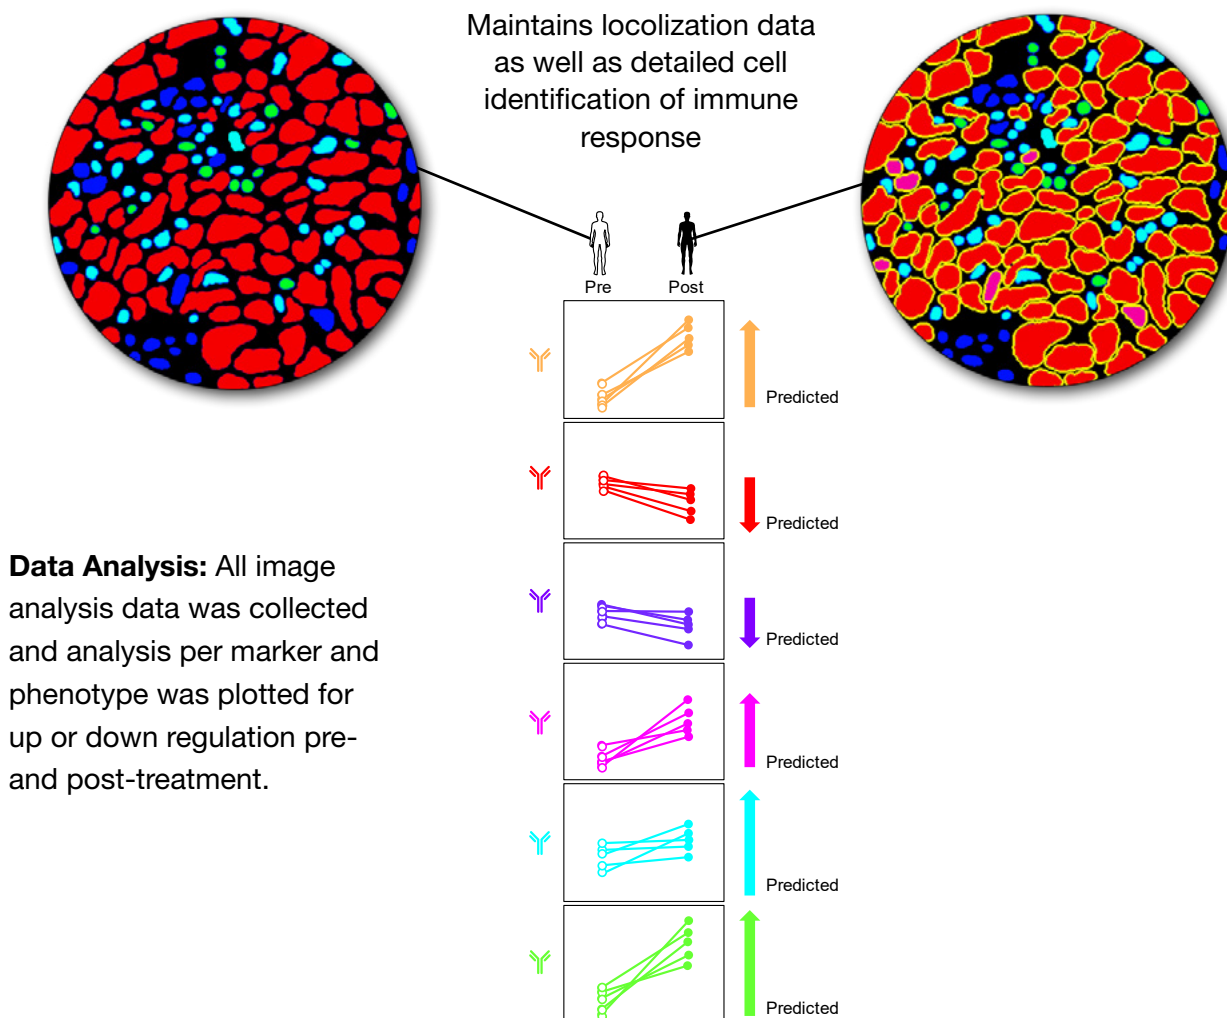 Maintains locolization data
as well as detailed cell
identification of immune
response
Pre
Post
Predicted
Predicted
Data Analysis: All image
analysis data was collected
and analysis per marker and
phenotype was plotted for
up or down regulation pre-
and post-treatment.
Predicted
Predicted
Predicted
Predicted